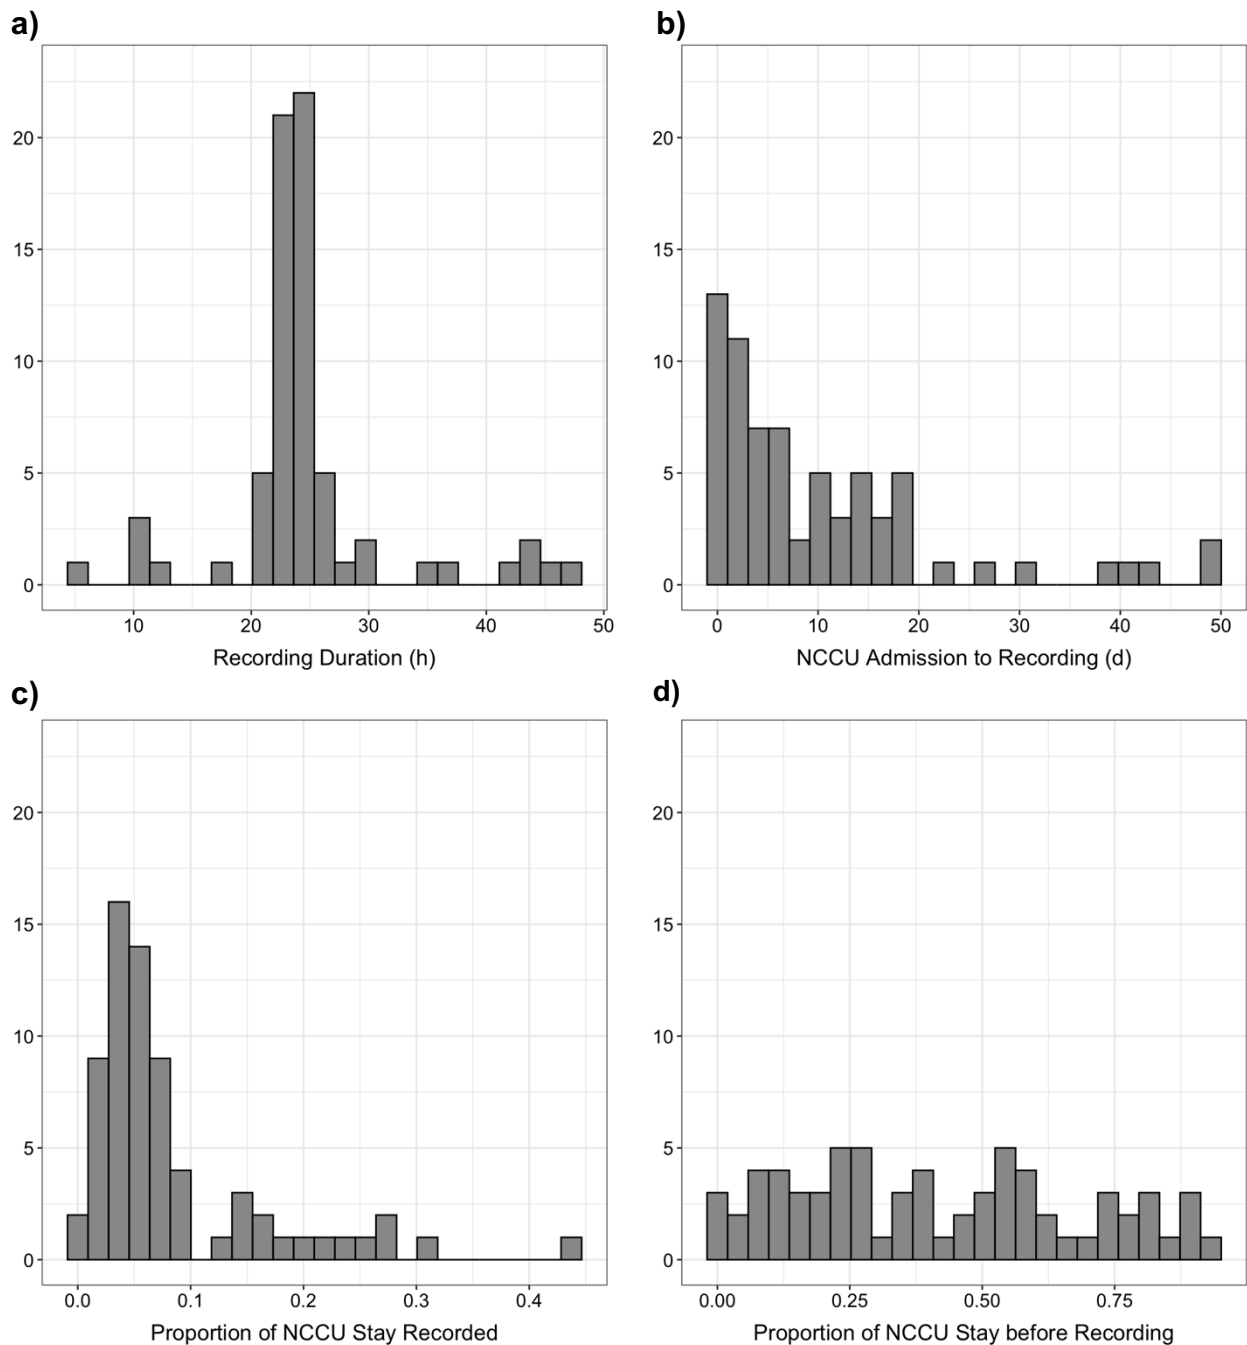 a)
20
15
10
5
0
10 20 30 40 50
Recording Duration (h)
b)
20
15
10
5
0
0 10 20 30 40 50
NCCU Admission to Recording (d)
c)
20
15
10
5
0
0.0 0.1 0.2 0.3 0.4
Proportion of NCCU Stay Recorded
d)
20
15
10
5
0
0.00 0.25 0.50 0.75
Proportion of NCCU Stay before Recording